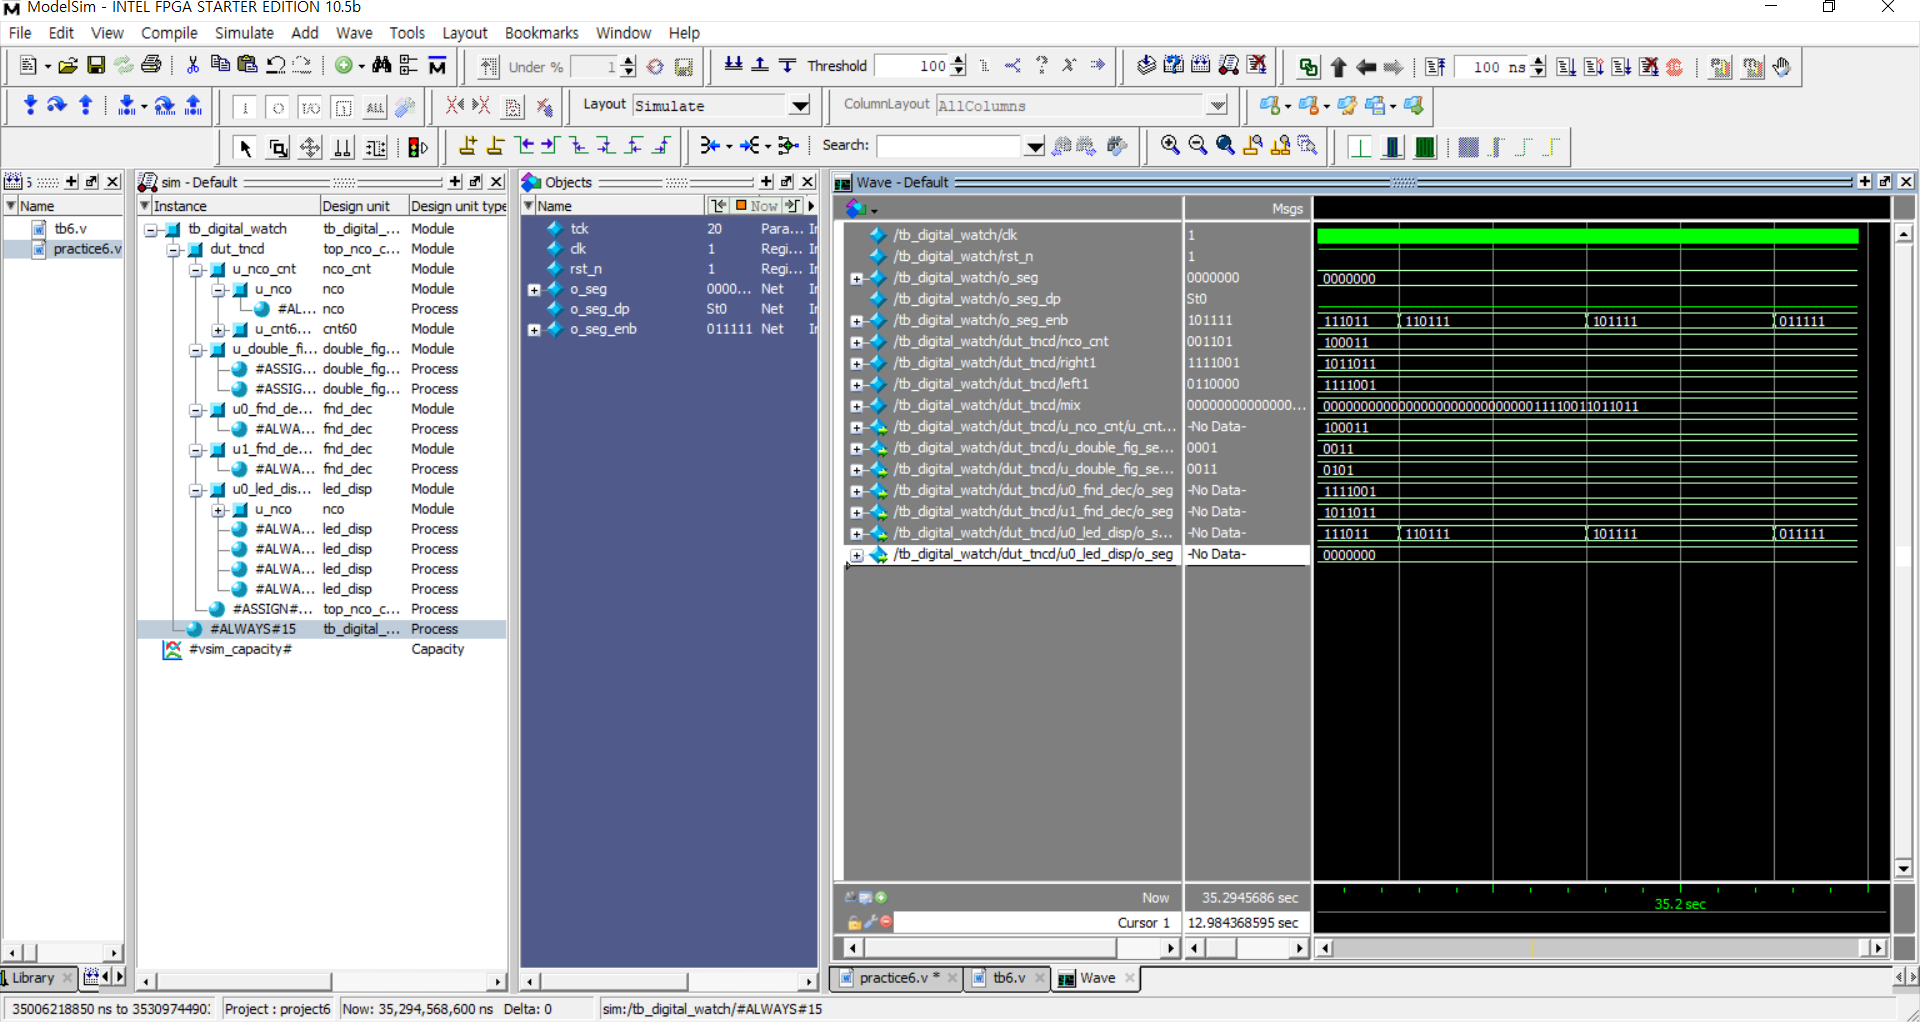 ModelSim - INTEL FPGA STARTER EDITION 10.5b
File Edit View Compile Simulate Add Wave Tools Layout Bookmarks Window Help
Under % 1 Threshold 100 100 ns
I/O ALL Layout Simulate ColumnLayout AllColumns
Search:
5
Name
tb6.v
practice6.v
Library
sim - Default
Instance Design unit Design unit type
tb_digital_watch tb_digital_... Module
dut_tncd top_nco_c... Module
u_nco_cnt nco_cnt Module
u_nco nco Module
#AL... nco Process
u_cnt6... cnt60 Module
u_double_fi... double_fig... Module
#ASSIG... double_fig... Process
#ASSIG... double_fig... Process
u0_fnd_de... fnd_dec Module
#ALWA... fnd_dec Process
u1_fnd_de... fnd_dec Module
#ALWA... fnd_dec Process
u0_led_dis... led_disp Module
u_nco nco Module
#ALWA... led_disp Process
#ALWA... led_disp Process
#ALWA... led_disp Process
#ALWA... led_disp Process
#ASSIGN#... top_nco_c... Process
#ALWAYS#15 tb_digital_... Process
#vsim_capacity# Capacity
Objects
Name Now
tck 20 Para... In
clk 1 Regi... In
rst_n 1 Regi... In
o_seg 0000... Net In
o_seg_dp St0 Net In
o_seg_enb 011111 Net In
Wave - Default
Msgs
/tb_digital_watch/clk 1
/tb_digital_watch/rst_n 1
/tb_digital_watch/o_seg 0000000 0000000
/tb_digital_watch/o_seg_dp St0
/tb_digital_watch/o_seg_enb 101111 111011 110111 101111 011111
/tb_digital_watch/dut_tncd/nco_cnt 001101 100011
/tb_digital_watch/dut_tncd/right1 1111001 1011011
/tb_digital_watch/dut_tncd/left1 0110000 1111001
/tb_digital_watch/dut_tncd/mix 00000000000000... 000000000000000000000000000011110011011011
/tb_digital_watch/dut_tncd/u_nco_cnt/u_cnt... -No Data- 100011
/tb_digital_watch/dut_tncd/u_double_fig_se... 0001 0011
/tb_digital_watch/dut_tncd/u_double_fig_se... 0011 0101
/tb_digital_watch/dut_tncd/u0_fnd_dec/o_seg -No Data- 1111001
/tb_digital_watch/dut_tncd/u1_fnd_dec/o_seg -No Data- 1011011
/tb_digital_watch/dut_tncd/u0_led_disp/o_s... -No Data- 111011 110111 101111 011111
/tb_digital_watch/dut_tncd/u0_led_disp/o_seg -No Data- 0000000
Now 35.2945686 sec 35.2 sec
Cursor 1 12.984368595 sec
practice6.v * tb6.v Wave
35006218850 ns to 3530974490: Project : project6 Now: 35,294,568,600 ns Delta: 0 sim:/tb_digital_watch/#ALWAYS#15